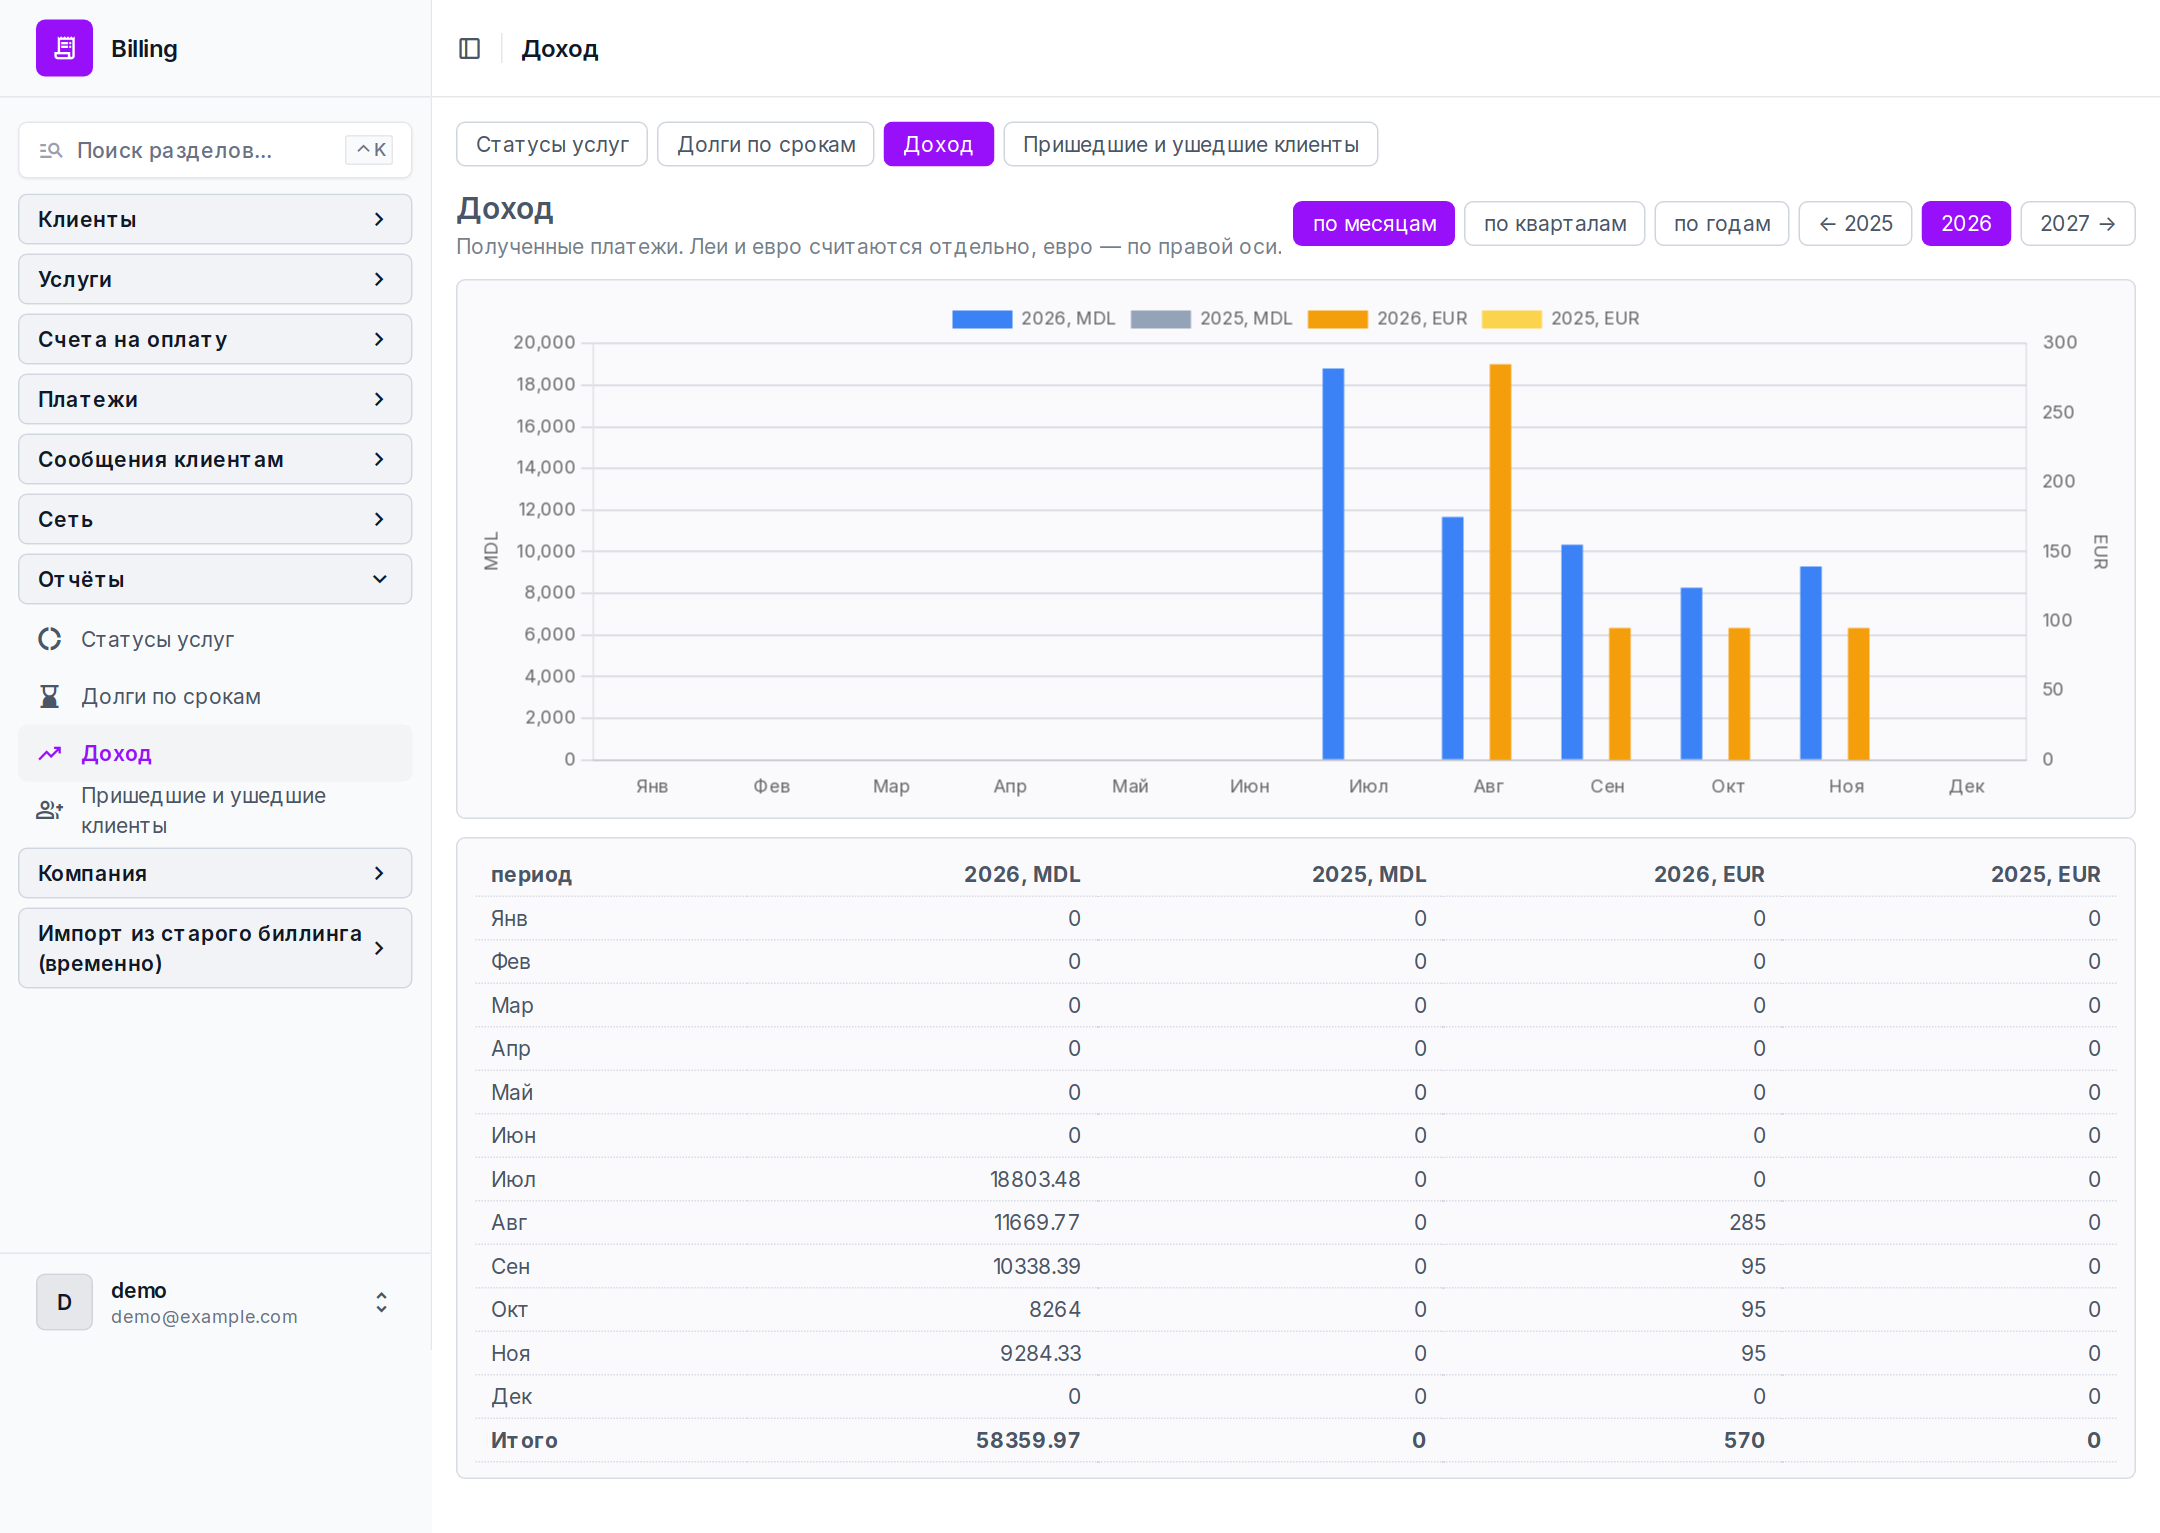 Billing
Доход
Поиск разделов...
^ K
Клиенты
Услуги
Счета на оплату
Платежи
Сообщения клиентам
Сеть
Отчёты
Статусы услуг
Долги по срокам
Доход
Пришедшие и ушедшие
клиенты
Компания
Импорт из старого биллинга
(временно)
D
demo
demo@example.com
Статусы услуг
Долги по срокам
Доход
Пришедшие и ушедшие клиенты
Доход
Полученные платежи. Леи и евро считаются отдельно, евро — по правой оси.
по месяцам
по кварталам
по годам
← 2025
2026
2027 →
2026, MDL 2025, MDL 2026, EUR 2025, EUR
20,000
18,000
16,000
14,000
12,000
10,000
8,000
6,000
4,000
2,000
0
MDL
300
250
200
150
100
50
0
EUR
Янв Фев Мар Апр Май Июн Июл Авг Сен Окт Ноя Дек
период 2026, MDL 2025, MDL 2026, EUR 2025, EUR
Янв 0 0 0 0
Фев 0 0 0 0
Мар 0 0 0 0
Апр 0 0 0 0
Май 0 0 0 0
Июн 0 0 0 0
Июл 18803.48 0 0 0
Авг 11669.77 0 285 0
Сен 10338.39 0 95 0
Окт 8264 0 95 0
Ноя 9284.33 0 95 0
Дек 0 0 0 0
Итого 58359.97 0 570 0